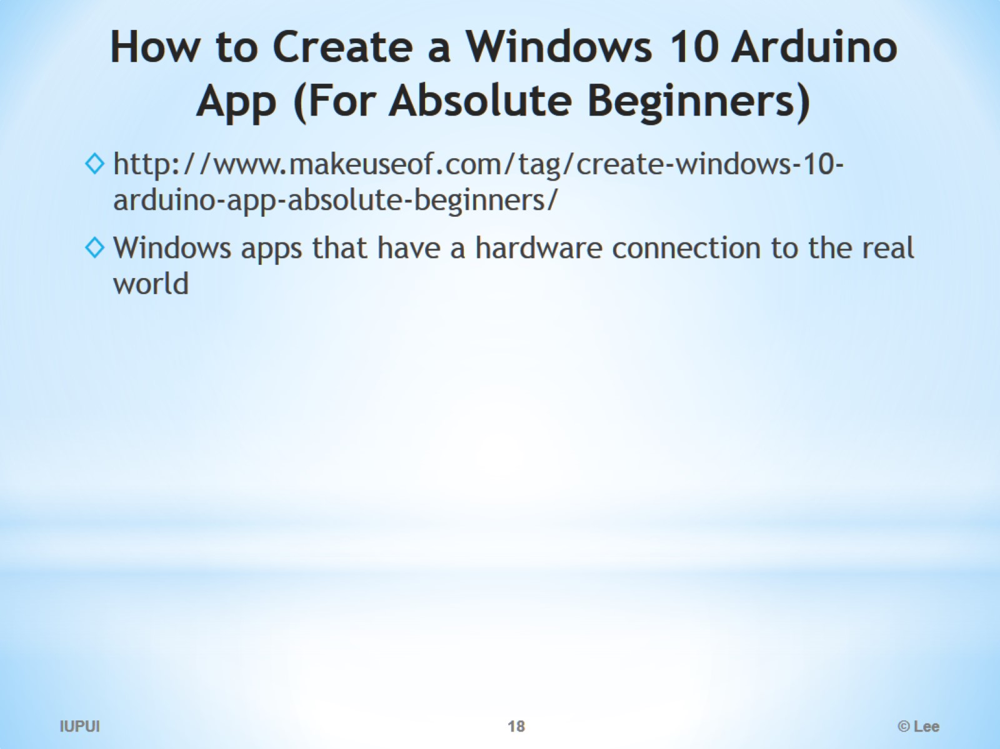 How to Create a Windows 10 Arduino
App (For Absolute Beginners)
http://www.makeuseof.com/tag/create-windows-10-
arduino-app-absolute-beginners/
Windows apps that have a hardware connection to the real
world
IUPUI
18
© Lee